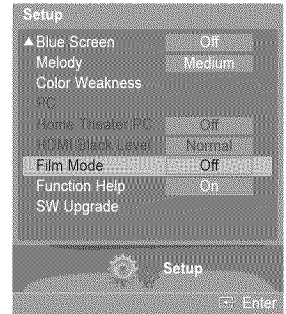 Setup
▲ Blue Screen Off
Melody Medium
Color Weakness
PC
Home Theater PC Off
HDMI Black Level Normal
Film Mode Off
Function Help On
SW Upgrade
Setup
Enter